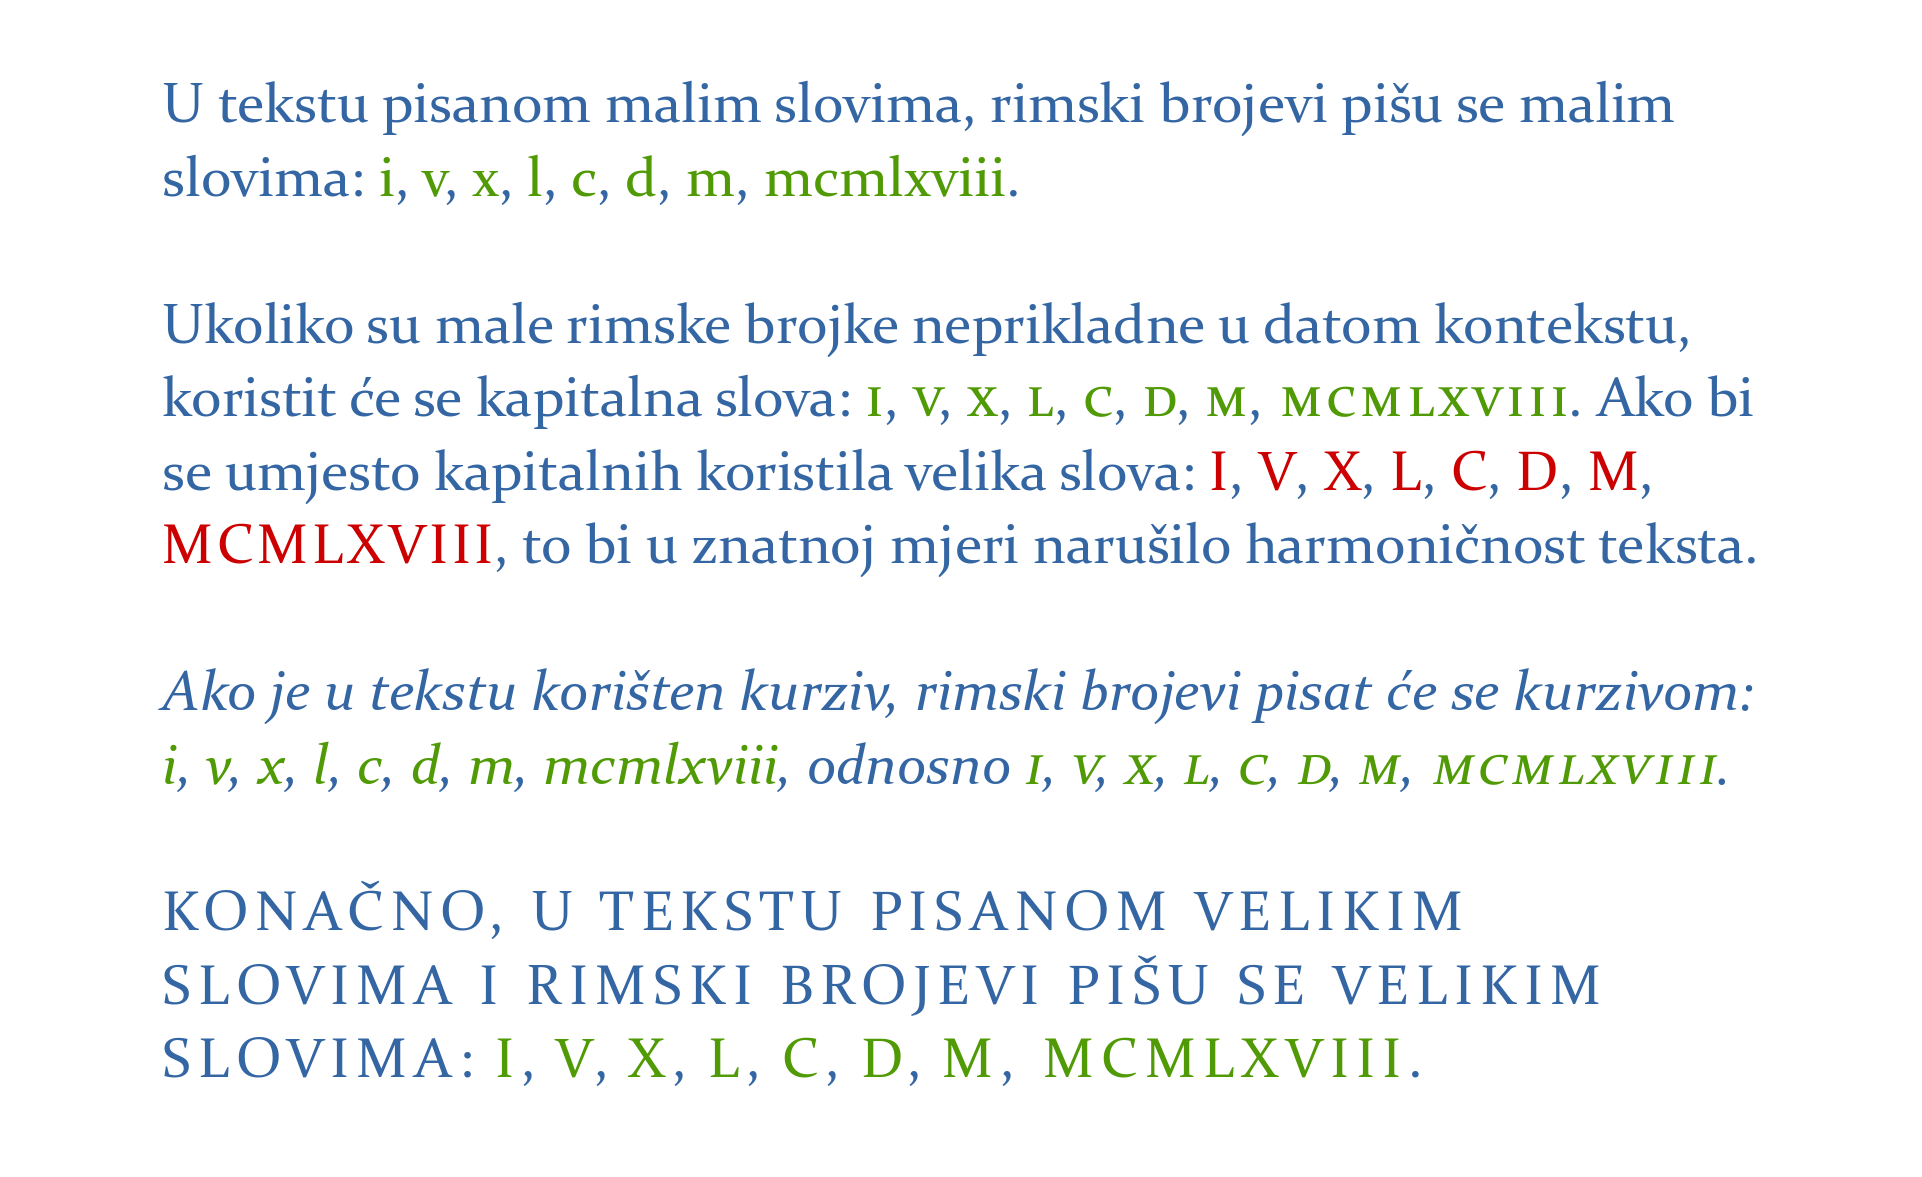 U tekstu pisanom malim slovima, rimski brojevi pišu se malim
slovima: i, v, x, l, c, d, m, mcmlxviii.
Ukoliko su male rimske brojke neprikladne u datom kontekstu,
koristit će se kapitalna slova: ɪ, ᴠ, x, ʟ, ᴄ, ᴅ, ᴍ, ᴍᴄᴍʟxᴠɪɪɪ. Ako bi
se umjesto kapitalnih koristila velika slova: I, V, X, L, C, D, M,
MCMLXVIII, to bi u znatnoj mjeri narušilo harmoničnost teksta.
Ako je u tekstu korišten kurziv, rimski brojevi pisat će se kurzivom:
i, v, x, l, c, d, m, mcmlxviii, odnosno ɪ, ᴠ, x, ʟ, ᴄ, ᴅ, ᴍ, ᴍᴄᴍʟxᴠɪɪɪ.
KONAČNO, U TEKSTU PISANOM VELIKIM
SLOVIMA I RIMSKI BROJEVI PIŠU SE VELIKIM
SLOVIMA: I, V, X, L, C, D, M, MCMLXVIII.